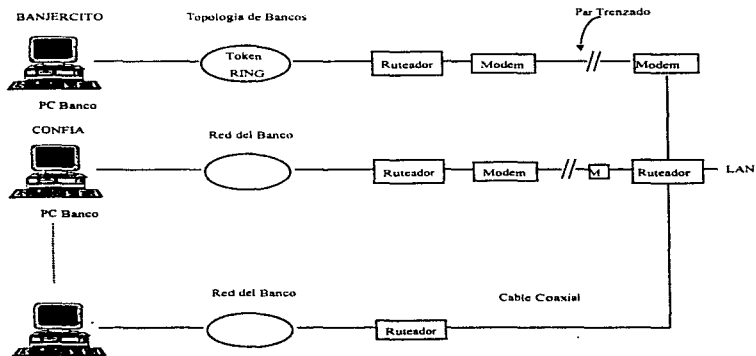 BANJERCITO
Topología de Bancos
Par Trenzado
Token
RING
Ruteador
Modem
//
Modem
PC Banco
CONFIA
Red del Banco
Ruteador
Modem
//
M
Ruteador
LAN
PC Banco
Red del Banco
Cable Coaxial
Ruteador